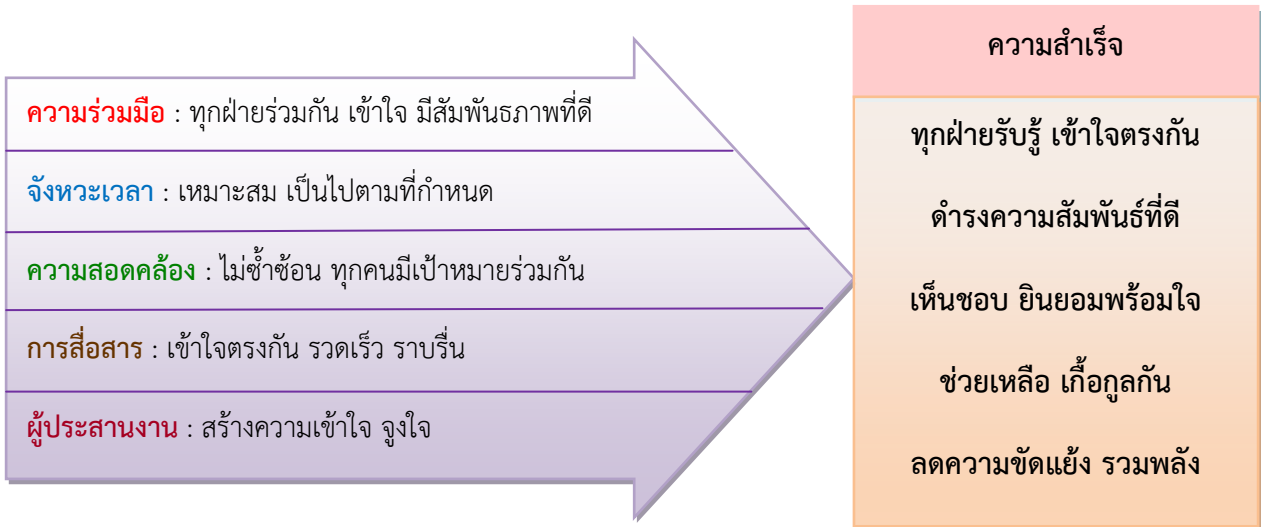 ความร่วมมือ : ทุกฝ่ายร่วมกัน เข้าใจ มีสัมพันธภาพที่ดี
จังหวะเวลา : เหมาะสม เป็นไปตามที่กำหนด
ความสอดคล้อง : ไม่ซ้ำซ้อน ทุกคนมีเป้าหมายร่วมกัน
การสื่อสาร : เข้าใจตรงกัน รวดเร็ว ราบรื่น
ผู้ประสานงาน : สร้างความเข้าใจ จูงใจ
ความสำเร็จ
ทุกฝ่ายรับรู้ เข้าใจตรงกัน
ดำรงความสัมพันธ์ที่ดี
เห็นชอบ ยินยอมพร้อมใจ
ช่วยเหลือ เกื้อกูลกัน
ลดความขัดแย้ง รวมพลัง